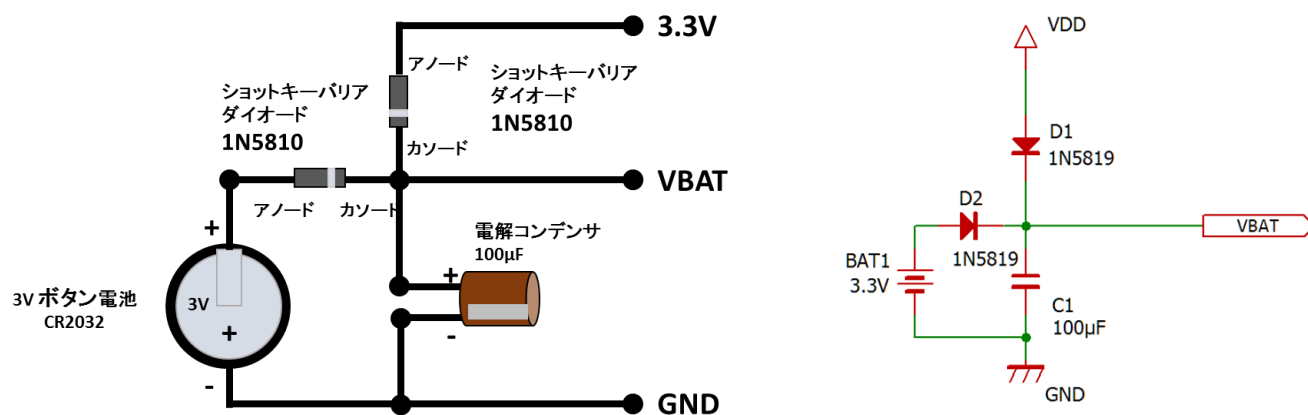 3.3V
アノード
ショットキーバリア
ダイオード
1N5810
カソード
ショットキーバリア
ダイオード
1N5810
アノード
カソード
VBAT
+
3V
+
-
3V ボタン電池
CR2032
電解コンデンサ
100μF
+
-
GND
VDD
D1
1N5819
D2
1N5819
VBAT
BAT1
3.3V
C1
100μF
GND